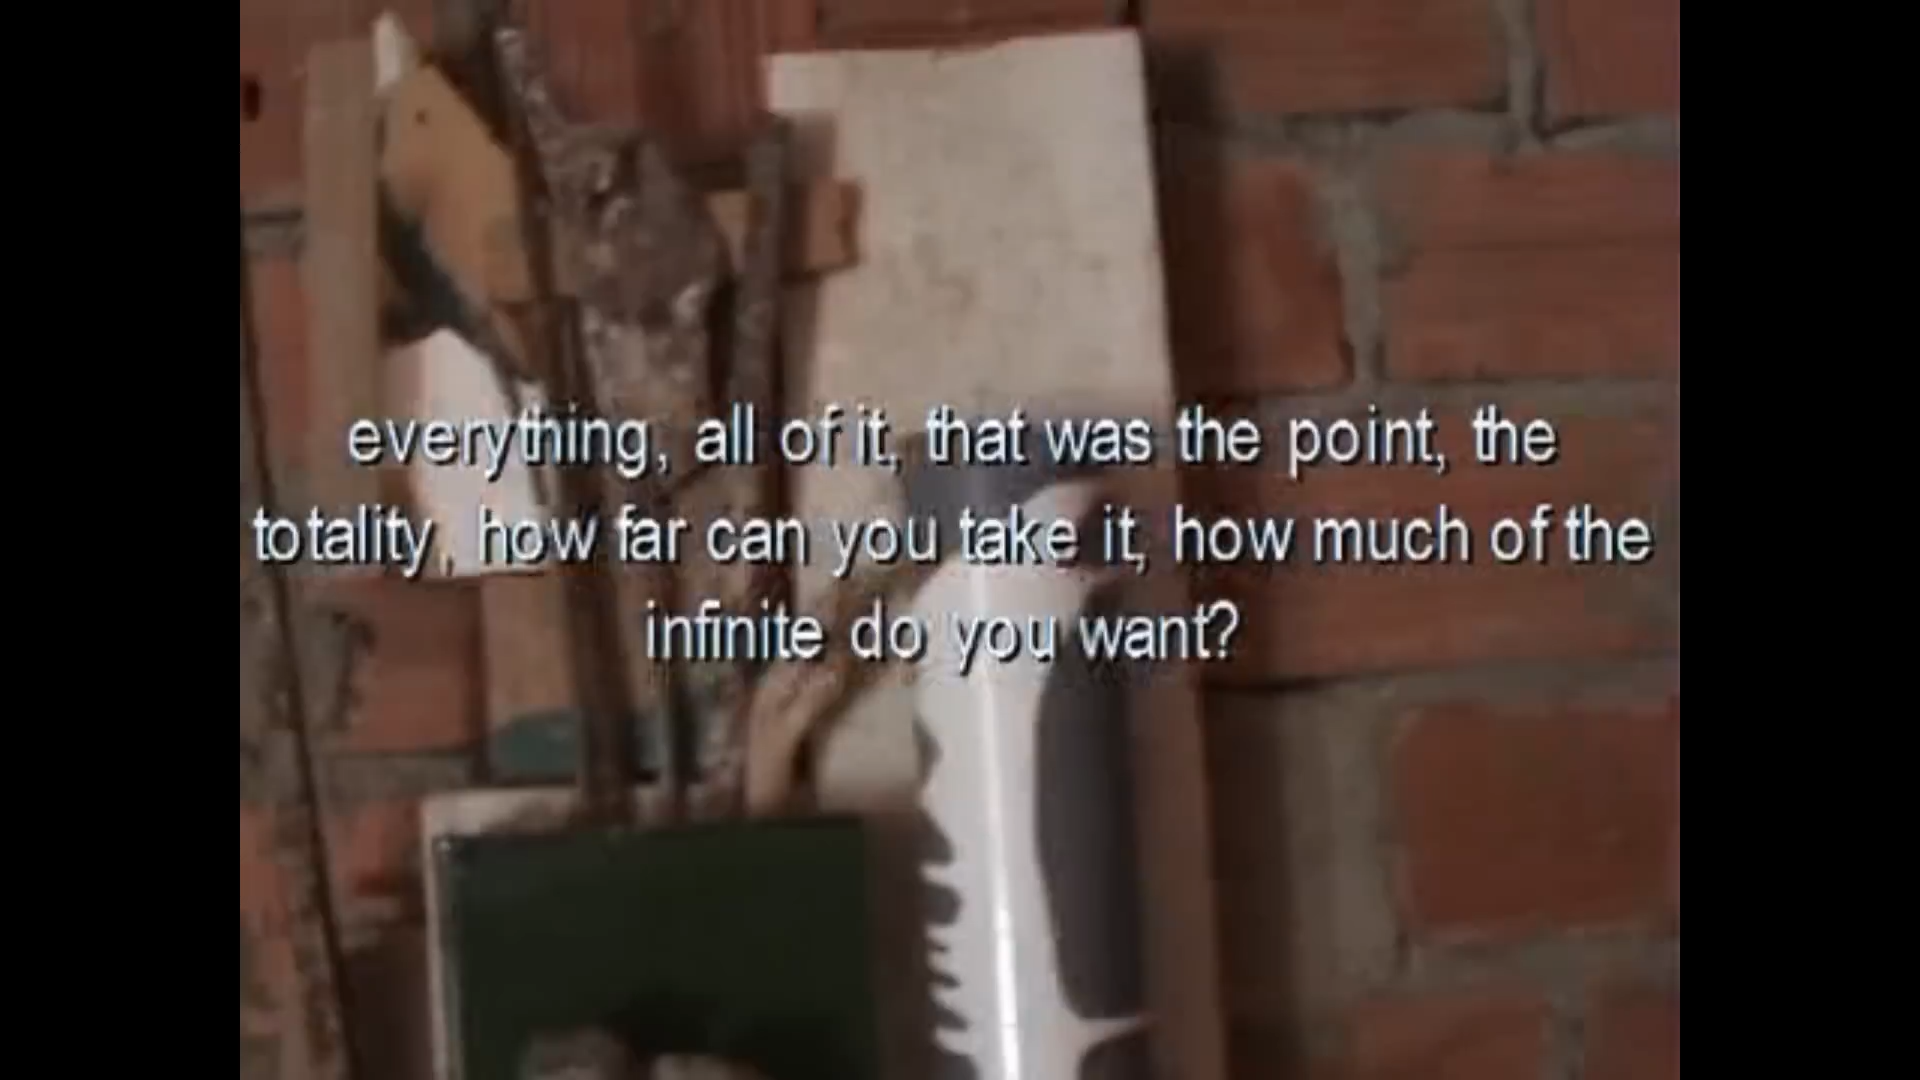 everything, all of it, that was the point, the
totality, how far can you take it, how much of the
infinite do you want?